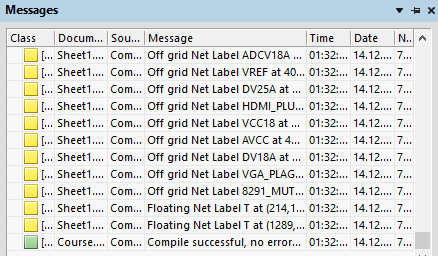 Messages
Class Docum... Sou... Message Time Date N...
[... Sheet1.... Com... Off grid Net Label ADCV18A ... 01:32:... 14.12.... 7...
[... Sheet1.... Com... Off grid Net Label VREF at 40... 01:32:... 14.12.... 7...
[... Sheet1.... Com... Off grid Net Label DV25A at ... 01:32:... 14.12.... 7...
[... Sheet1.... Com... Off grid Net Label HDMI_PLU... 01:32:... 14.12.... 7...
[... Sheet1.... Com... Off grid Net Label VCC18 at ... 01:32:... 14.12.... 7...
[... Sheet1.... Com... Off grid Net Label AVCC at 4... 01:32:... 14.12.... 7...
[... Sheet1.... Com... Off grid Net Label DV18A at ... 01:32:... 14.12.... 7...
[... Sheet1.... Com... Off grid Net Label VGA_PLAG... 01:32:... 14.12.... 7...
[... Sheet1.... Com... Off grid Net Label 8291_MUT... 01:32:... 14.12.... 7...
[... Sheet1.... Com... Floating Net Label T at (214,1... 01:32:... 14.12.... 7...
[... Sheet1.... Com... Floating Net Label T at (1289,... 01:32:... 14.12.... 7...
[... Course.... Com... Compile successful, no error... 01:32:... 14.12.... 7...